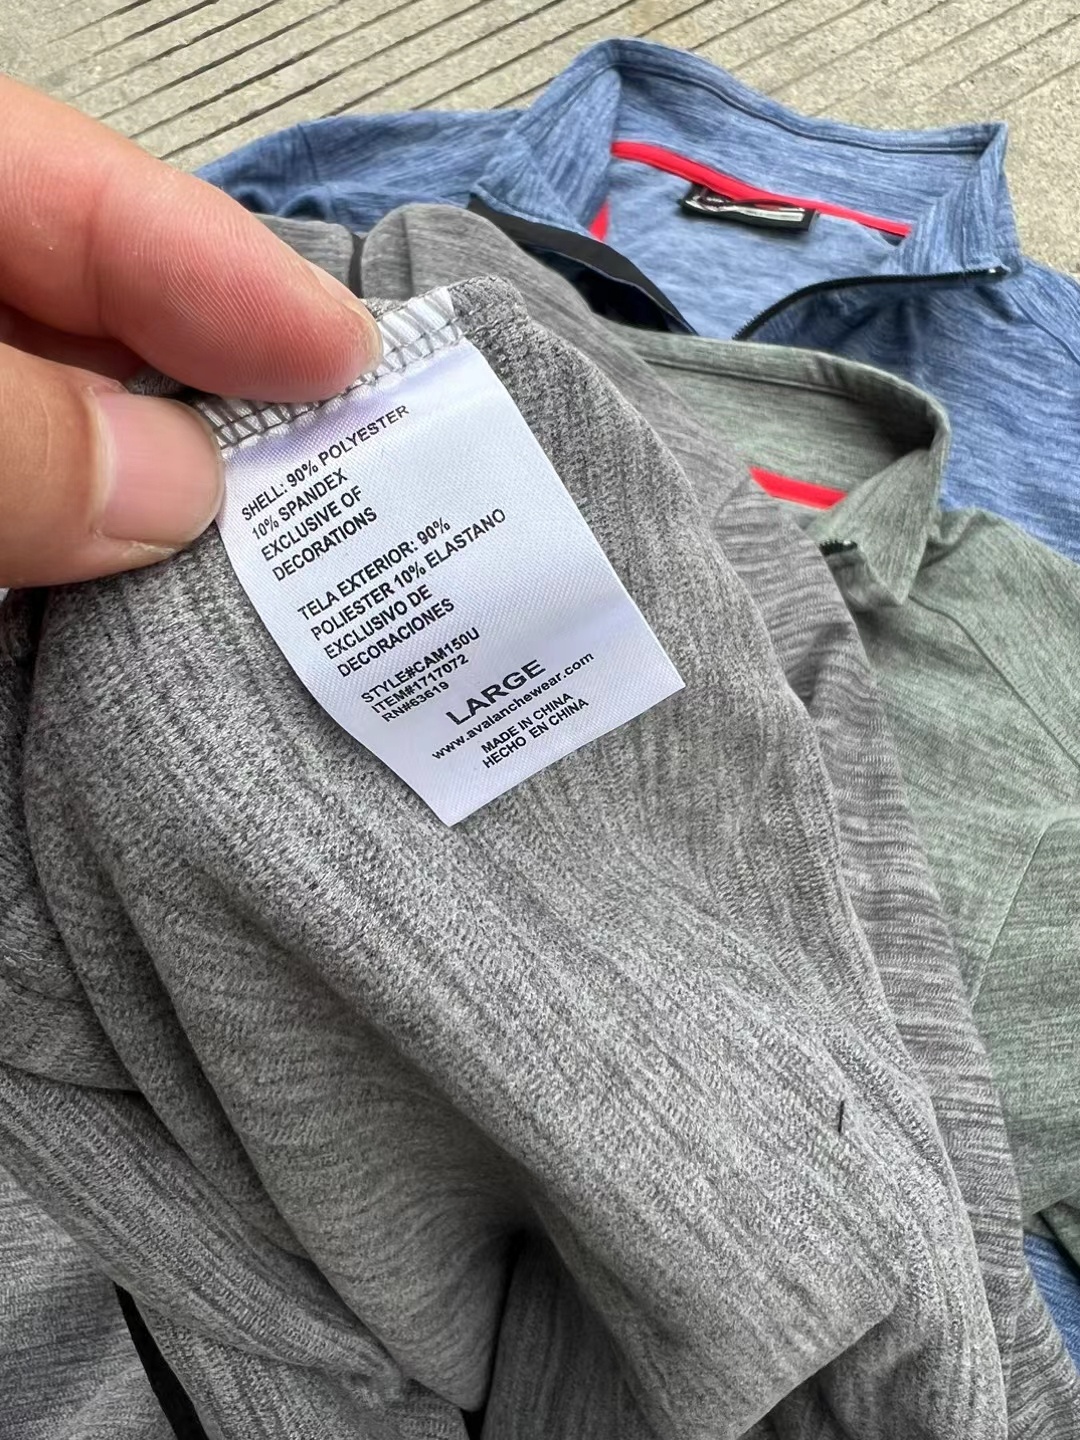 SHELL: 90% POLYESTER
10% SPANDEX
EXCLUSIVE OF
DECORATIONS
TELA EXTERIOR: 90%
POLIESTER 10% ELASTANO
EXCLUSIVO DE
DECORACIONES
STYLE#CAM150U
ITEM#1717072
RN#63619
LARGE
www.avalanchewear.com
MADE IN CHINA
HECHO EN CHINA